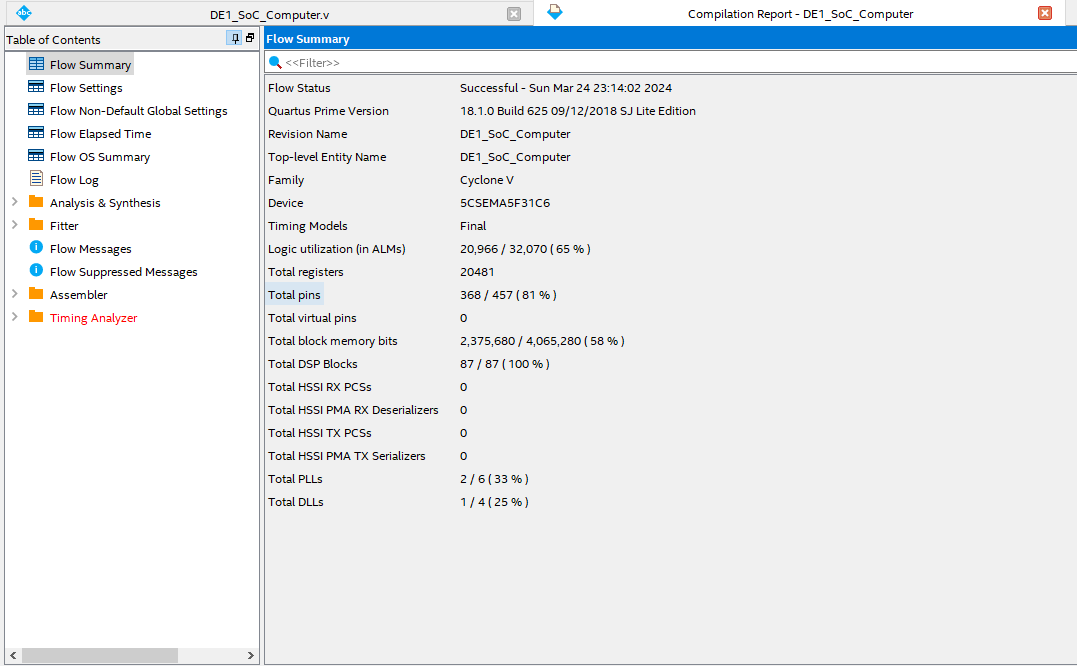 abc DE1_SoC_Computer.v
Compilation Report - DE1_SoC_Computer
Table of Contents
Flow Summary
Flow Settings
Flow Non-Default Global Settings
Flow Elapsed Time
Flow OS Summary
Flow Log
Analysis & Synthesis
Fitter
Flow Messages
Flow Suppressed Messages
Assembler
Timing Analyzer
Flow Summary
<<Filter>>
Flow Status Successful - Sun Mar 24 23:14:02 2024
Quartus Prime Version 18.1.0 Build 625 09/12/2018 SJ Lite Edition
Revision Name DE1_SoC_Computer
Top-level Entity Name DE1_SoC_Computer
Family Cyclone V
Device 5CSEMA5F31C6
Timing Models Final
Logic utilization (in ALMs) 20,966 / 32,070 ( 65 % )
Total registers 20481
Total pins 368 / 457 ( 81 % )
Total virtual pins 0
Total block memory bits 2,375,680 / 4,065,280 ( 58 % )
Total DSP Blocks 87 / 87 ( 100 % )
Total HSSI RX PCSs 0
Total HSSI PMA RX Deserializers 0
Total HSSI TX PCSs 0
Total HSSI PMA TX Serializers 0
Total PLLs 2 / 6 ( 33 % )
Total DLLs 1 / 4 ( 25 % )